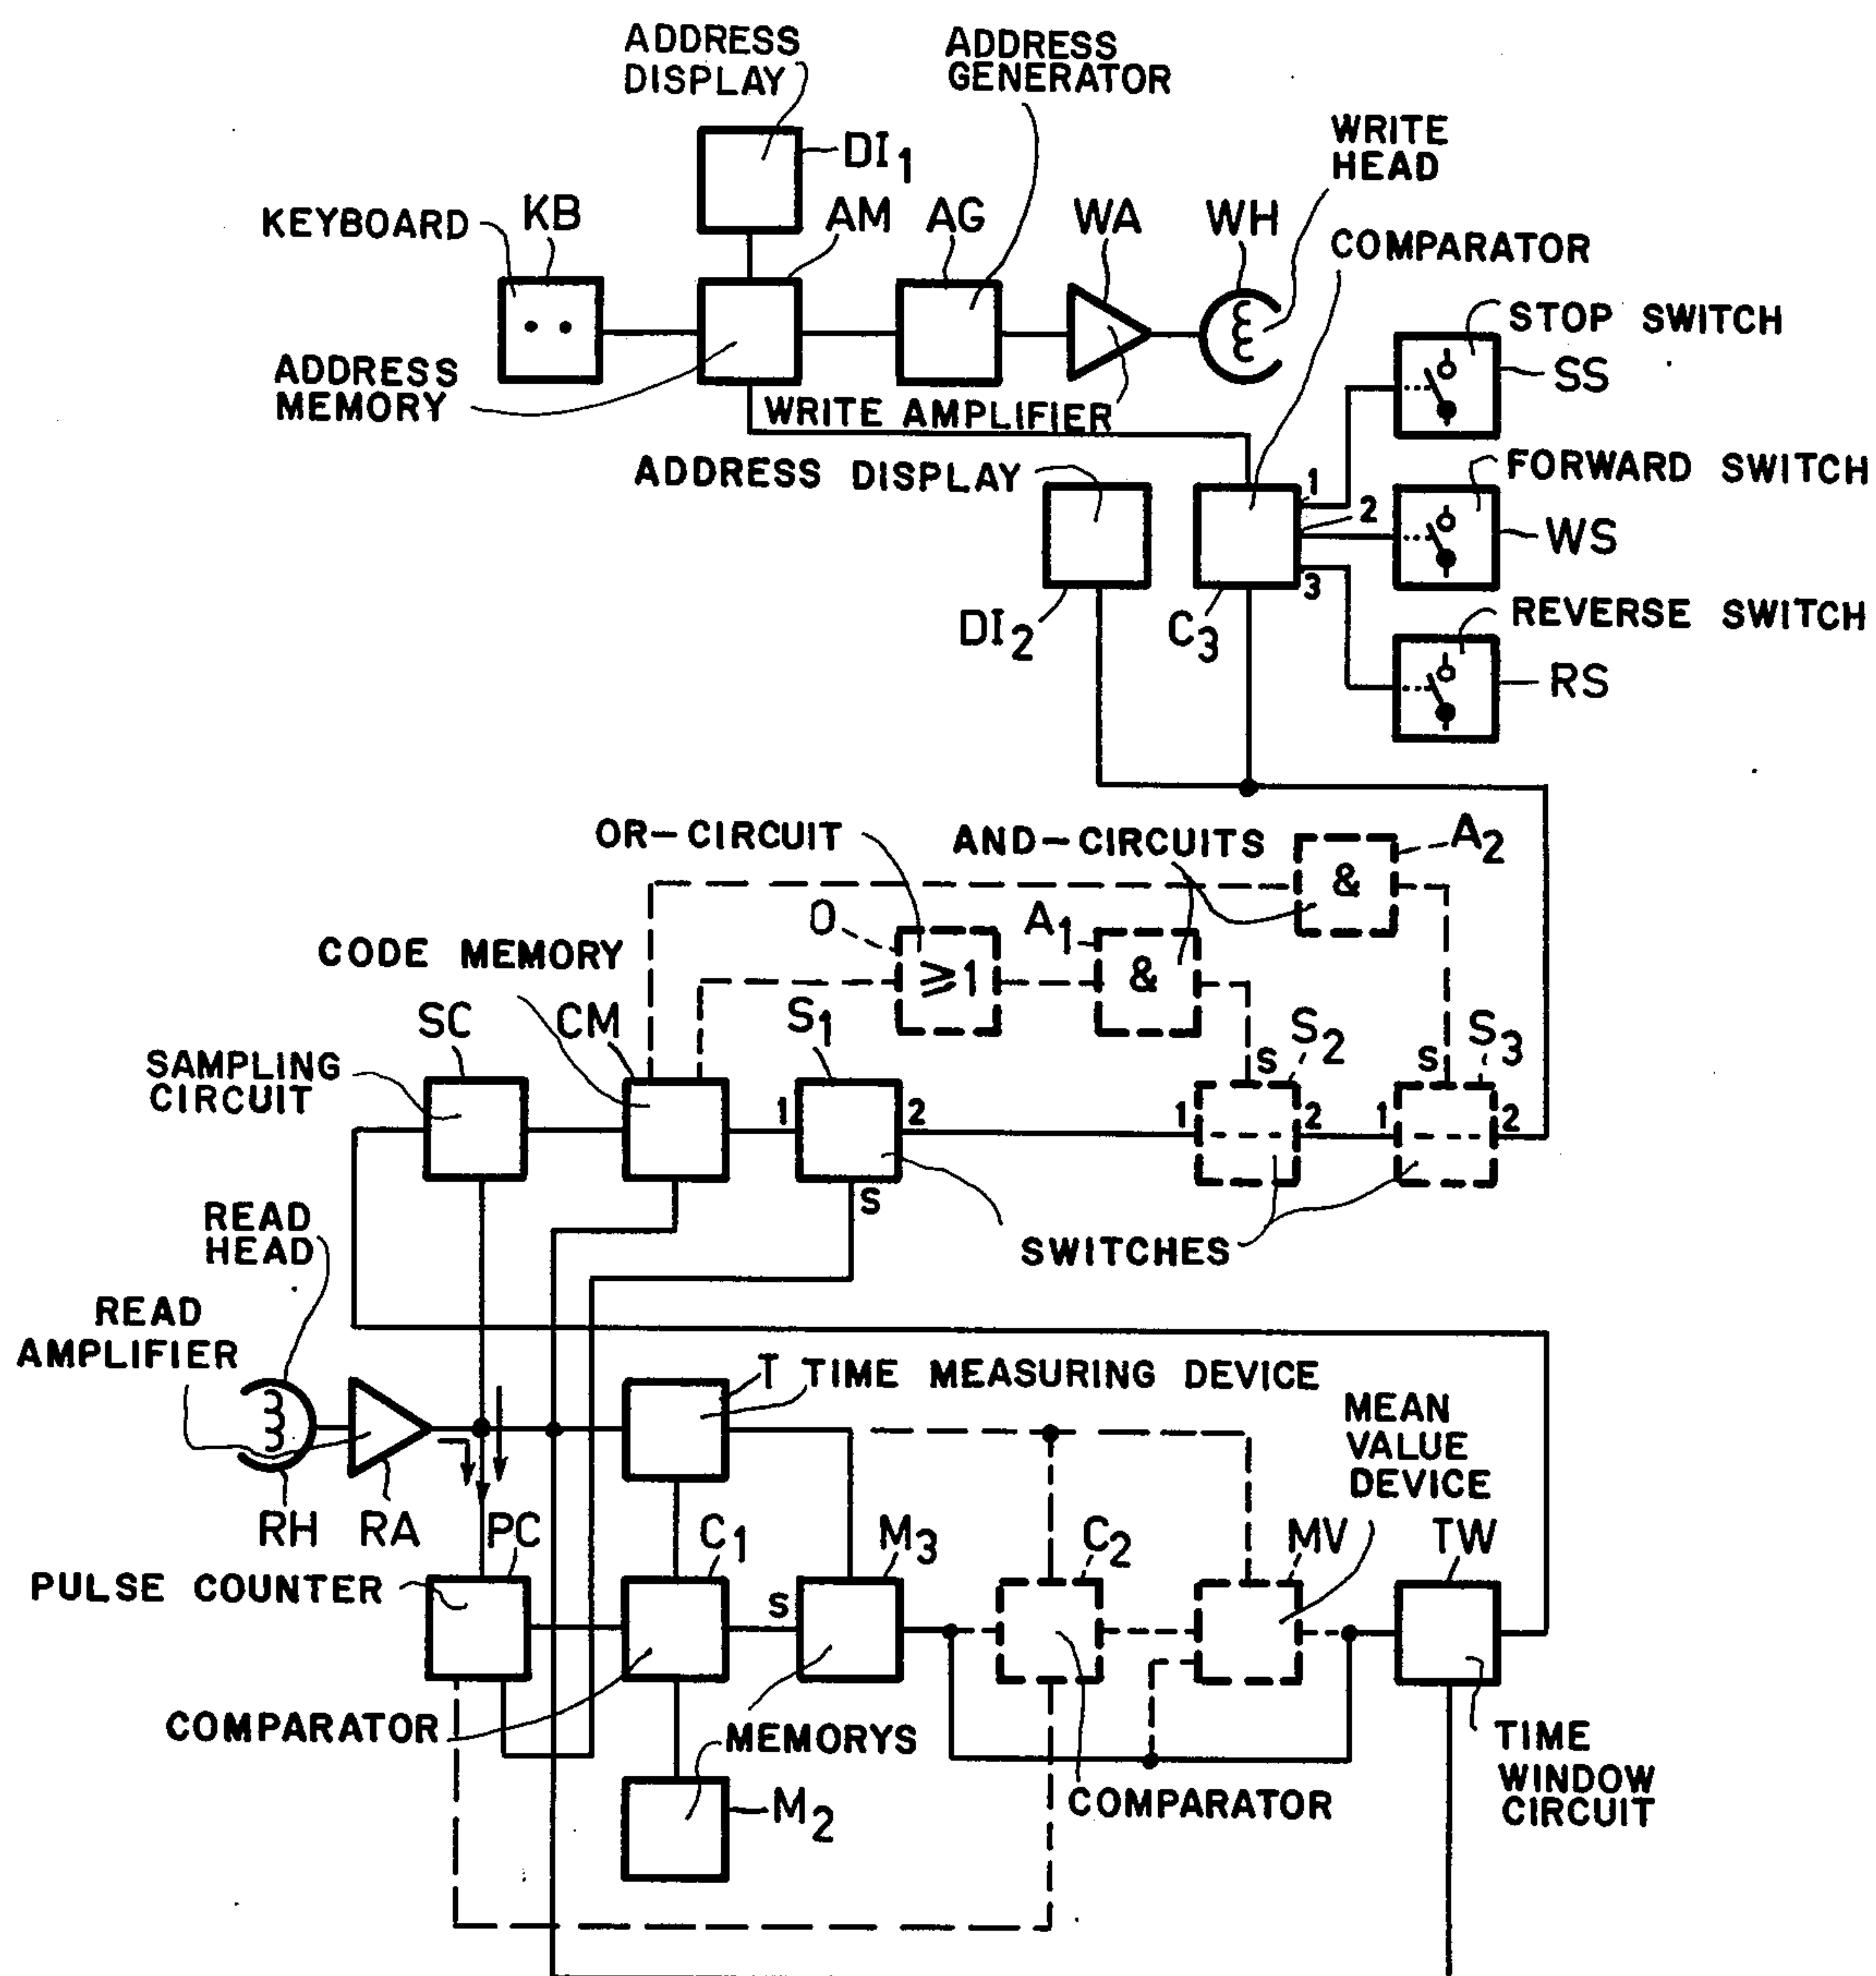 ADDRESS
DISPLAY
ADDRESS
GENERATOR
WRITE
HEAD
DI1
KEYBOARD
KB
AM
AG
WA
WH
COMPARATOR
STOP SWITCH
SS
ADDRESS
MEMORY
WRITE AMPLIFIER
ADDRESS DISPLAY
FORWARD SWITCH
1
2
3
WS
DI2
C3
REVERSE SWITCH
RS
OR-CIRCUIT
AND-CIRCUITS
A2
&
O
A1
≥1
&
CODE MEMORY
SC
CM
S1
S2
S3
S
S
SAMPLING
CIRCUIT
1
2
1
2
1
2
S
READ
HEAD
SWITCHES
READ
AMPLIFIER
T
TIME MEASURING DEVICE
MEAN
VALUE
DEVICE
RH
RA
PC
C1
M3
C2
MV
TW
PULSE COUNTER
S
COMPARATOR
MEMORYS
M2
COMPARATOR
TIME
WINDOW
CIRCUIT